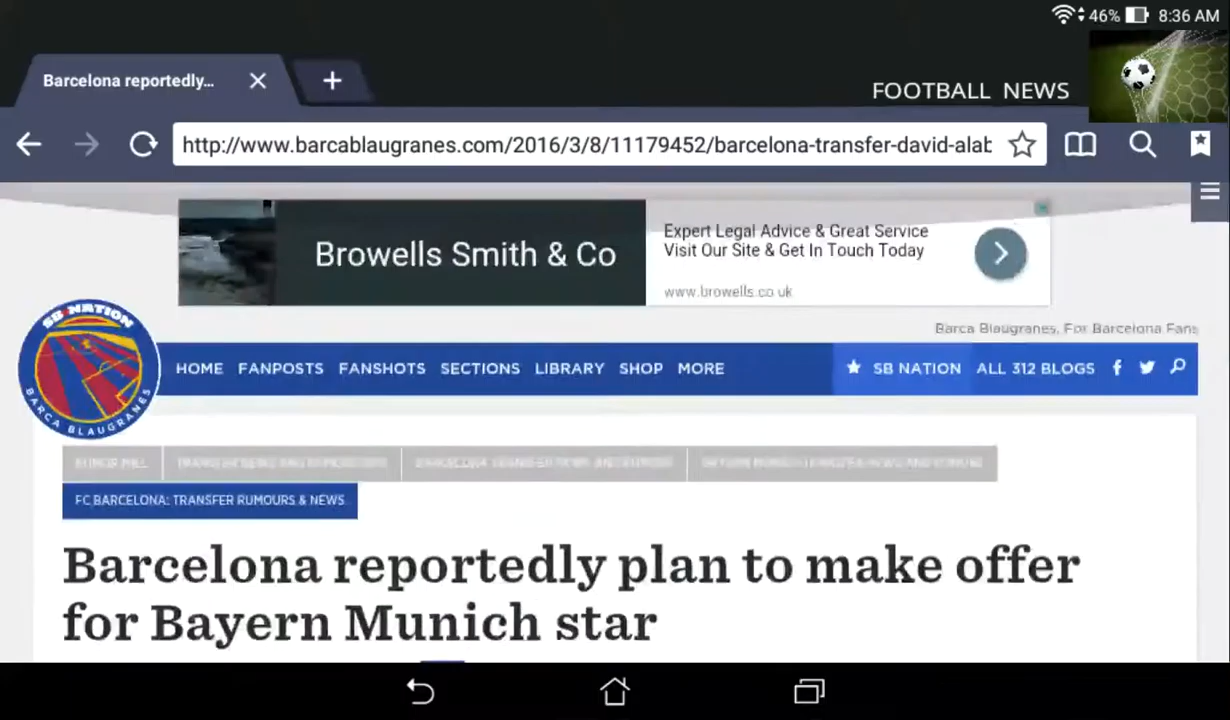 46%
8:36 AM
Barcelona reportedly...
FOOTBALL NEWS
http://www.barcablaugranes.com/2016/3/8/11179452/barcelona-transfer-david-alab
Browells Smith & Co
Expert Legal Advice & Great Service
Visit Our Site & Get In Touch Today
www.browells.co.uk
Barca Blaugranes, For Barcelona Fans
SB NATION
BARCA BLAUGRANES
HOME FANPOSTS FANSHOTS SECTIONS LIBRARY SHOP MORE
SB NATION ALL 312 BLOGS
RUMOR MILL
FC BARCELONA: TRANSFER RUMOURS & NEWS
Barcelona reportedly plan to make offer
for Bayern Munich star